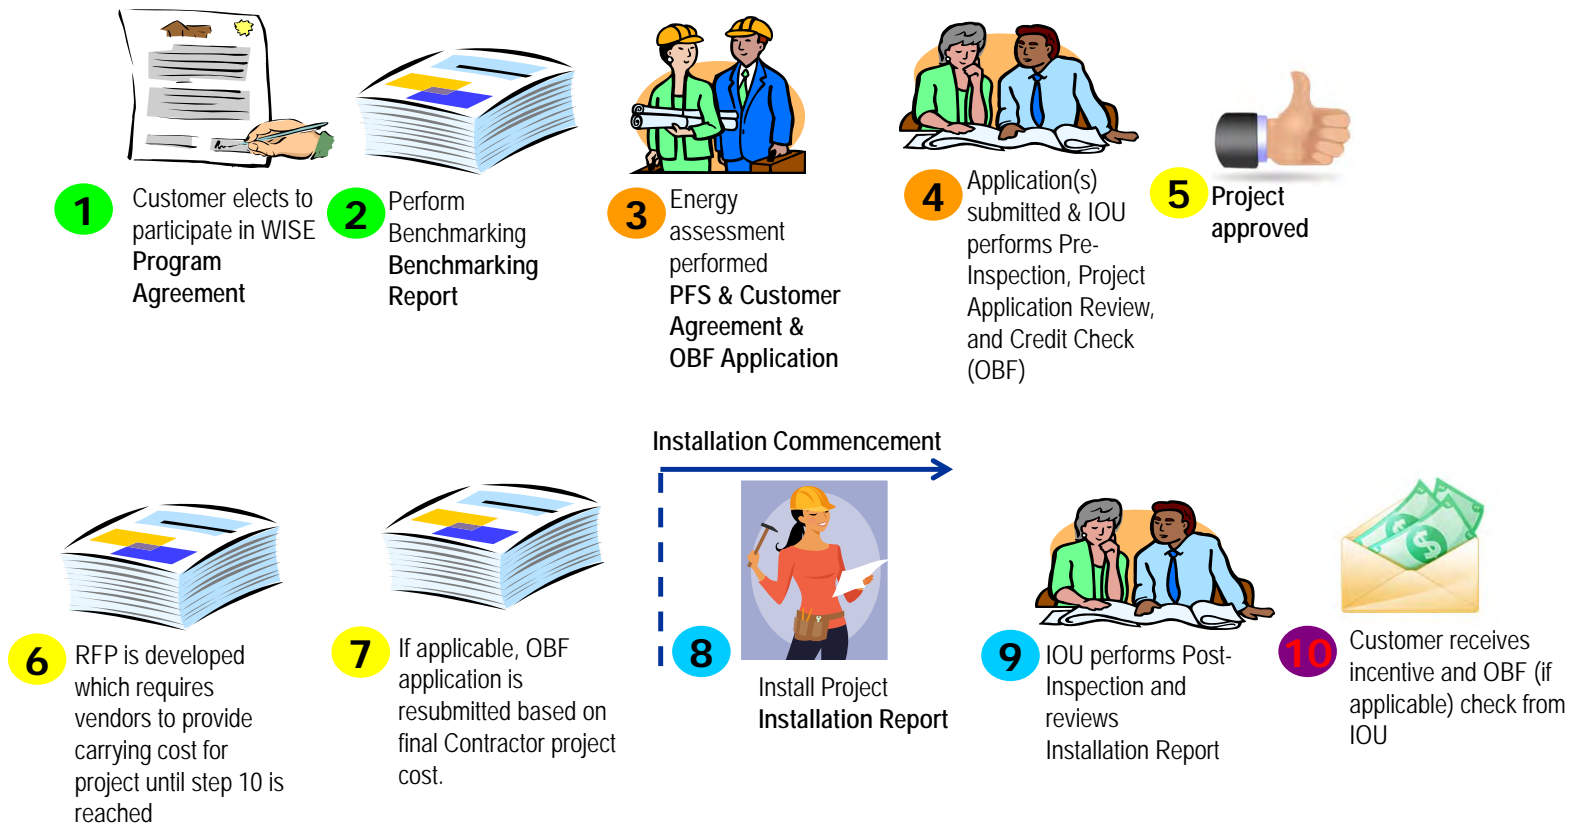 1
Customer elects to
participate in WISE
Program
Agreement
2
Perform
Benchmarking
Benchmarking
Report
3
Energy
assessment
performed
PFS & Customer
Agreement &
OBF Application
4
Application(s)
submitted & IOU
performs Pre-
Inspection, Project
Application Review,
and Credit Check
(OBF)
5
Project
approved
6
RFP is developed
which requires
vendors to provide
carrying cost for
project until step 10 is
reached
7
If applicable, OBF
application is
resubmitted based on
final Contractor project
cost.
Installation Commencement
8
Install Project
Installation Report
9
IOU performs Post-
Inspection and
reviews
Installation Report
10
Customer receives
incentive and OBF (if
applicable) check from
IOU